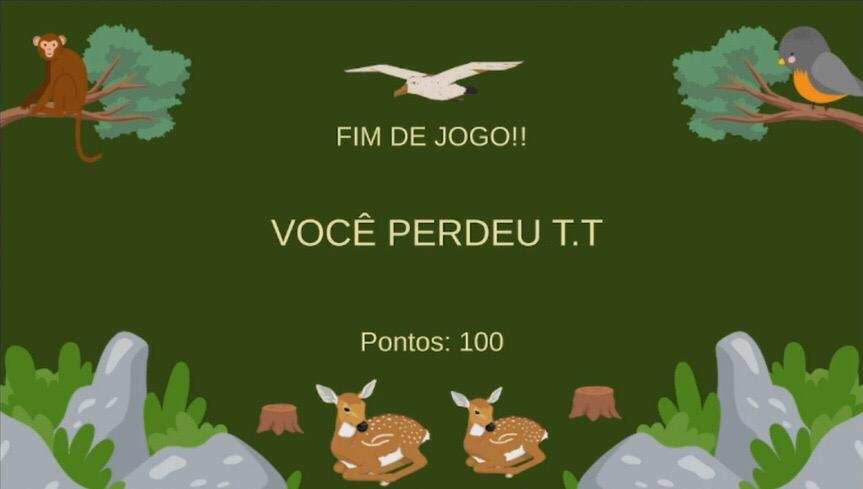 FIM DE JOGO!!
VOCÊ PERDEU T.T
Pontos: 100